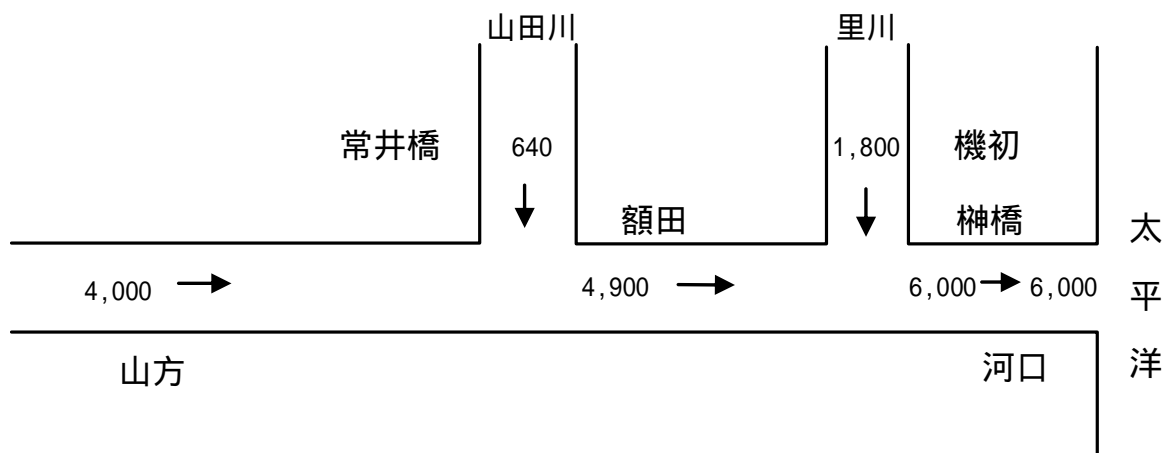 山田川 里川
常井橋 640 1,800 機初
額田 榊橋
4,000 4,900 6,000 6,000
山方 河口
太平洋